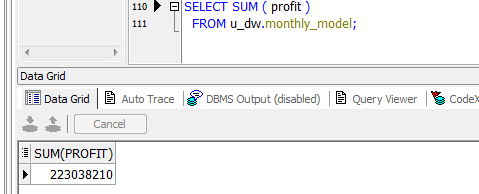 110 SELECT SUM ( profit )
111 FROM u_dw.monthly_model;
Data Grid
Data Grid Auto Trace DBMS Output (disabled) Query Viewer CodeX
Cancel
SUM(PROFIT)
223038210